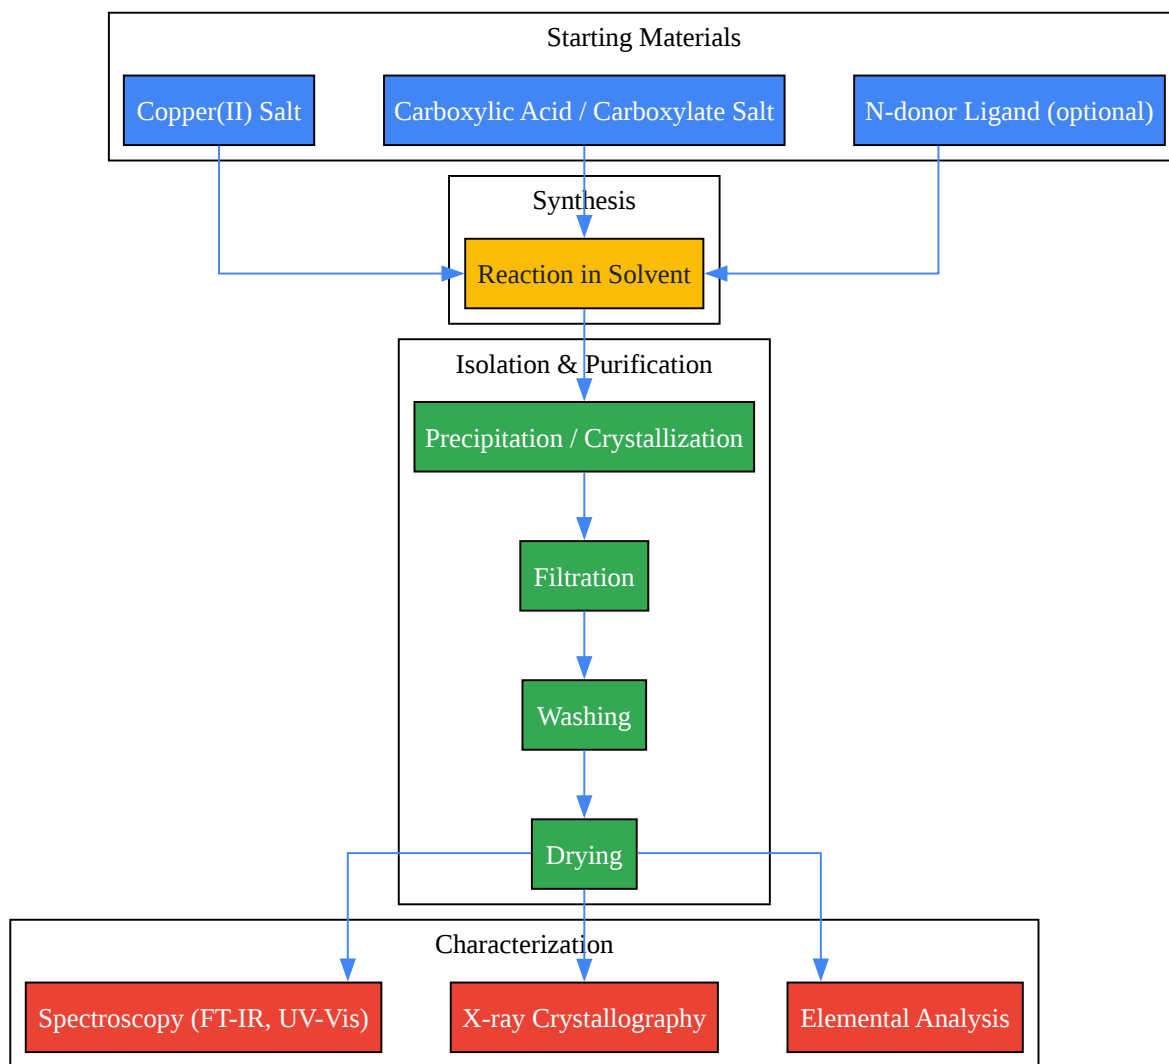 Starting Materials
Copper(II) Salt
Carboxylic Acid / Carboxylate Salt
N-donor Ligand (optional)
Synthesis
Reaction in Solvent
Isolation & Purification
Precipitation / Crystallization
Filtration
Washing
Drying
Characterization
Spectroscopy (FT-IR, UV-Vis)
X-ray Crystallography
Elemental Analysis